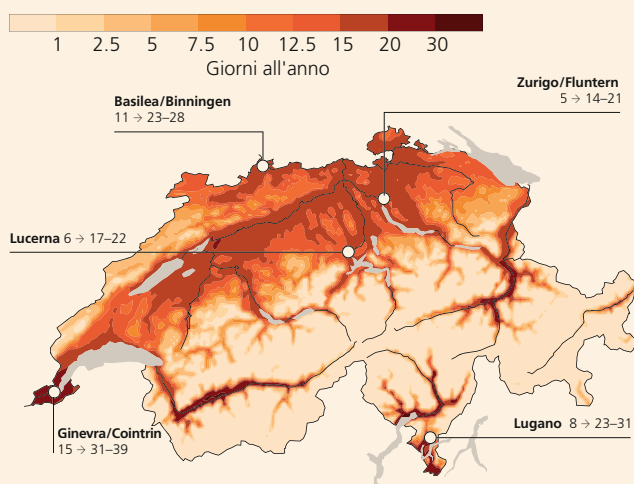 1 2.5 5 7.5 10 12.5 15 20 30
Giorni all'anno
Zurigo/Fluntern
5 → 14–21
Basilea/Binningen
11 → 23–28
Lucerna 6 → 17–22
Ginevra/Cointrin
15 → 31–39
Lugano 8 → 23–31